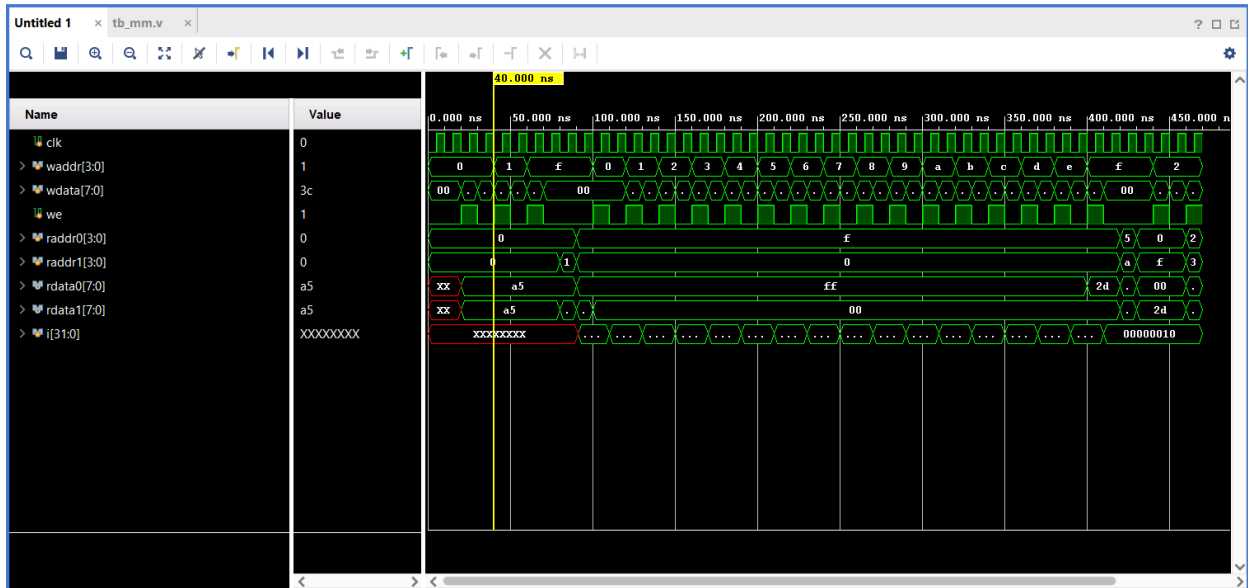 Untitled 1 × tb_mm.v × ?
40.000 ns
Name Value 0.000 ns 50.000 ns 100.000 ns 150.000 ns 200.000 ns 250.000 ns 300.000 ns 350.000 ns 400.000 ns 450.000 n
clk 0
waddr[3:0] 1 0 1 f 0 1 2 3 4 5 6 7 8 9 a b c d e f 2
wdata[7:0] 3c 00 . . . . . 00 . . . . . . . . . . . . . . . . . . . . . . . . . . . . . 00 . . . .
we 1
raddr0[3:0] 0 0 f 5 0 2
raddr1[3:0] 0 0 1 0 a f 3
rdata0[7:0] a5 XX a5 ff 2d . 00 .
rdata1[7:0] a5 XX a5 . . 00 . 2d .
i[31:0] XXXXXXXX XXXXXXXX ... ... ... ... ... ... ... ... ... ... ... ... ... ... ... ... 00000010